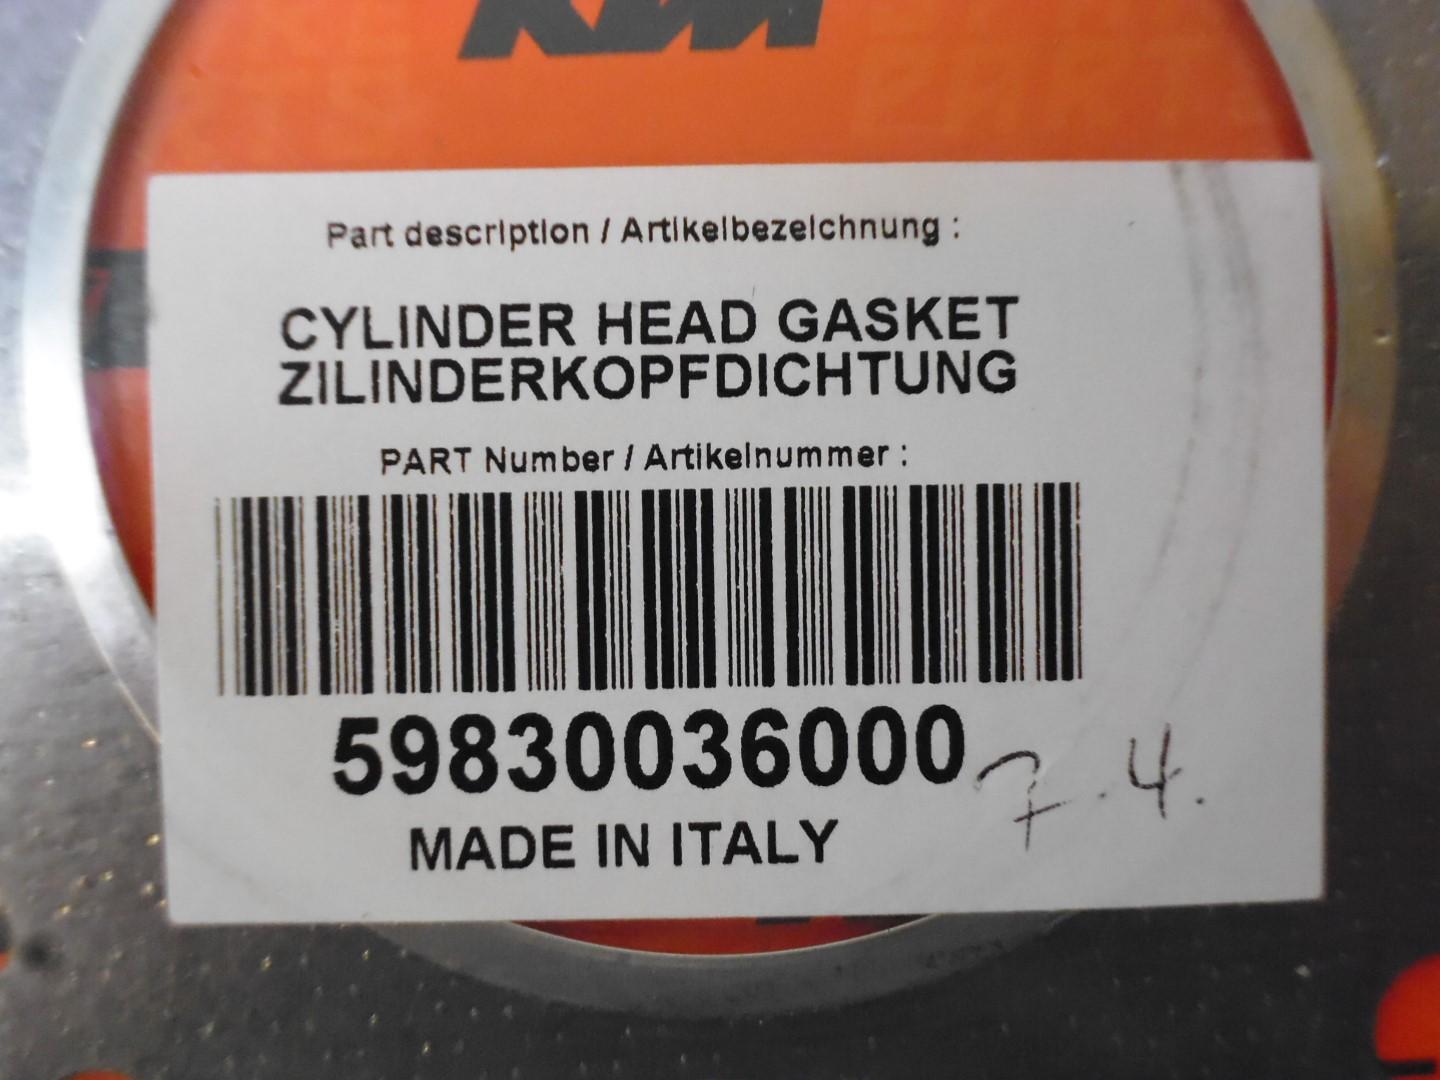 KTM
Part description / Artikelbezeichnung :
CYLINDER HEAD GASKET
ZILINDERKOPFDICHTUNG
PART Number / Artikelnummer :
59830036000
7.4.
MADE IN ITALY